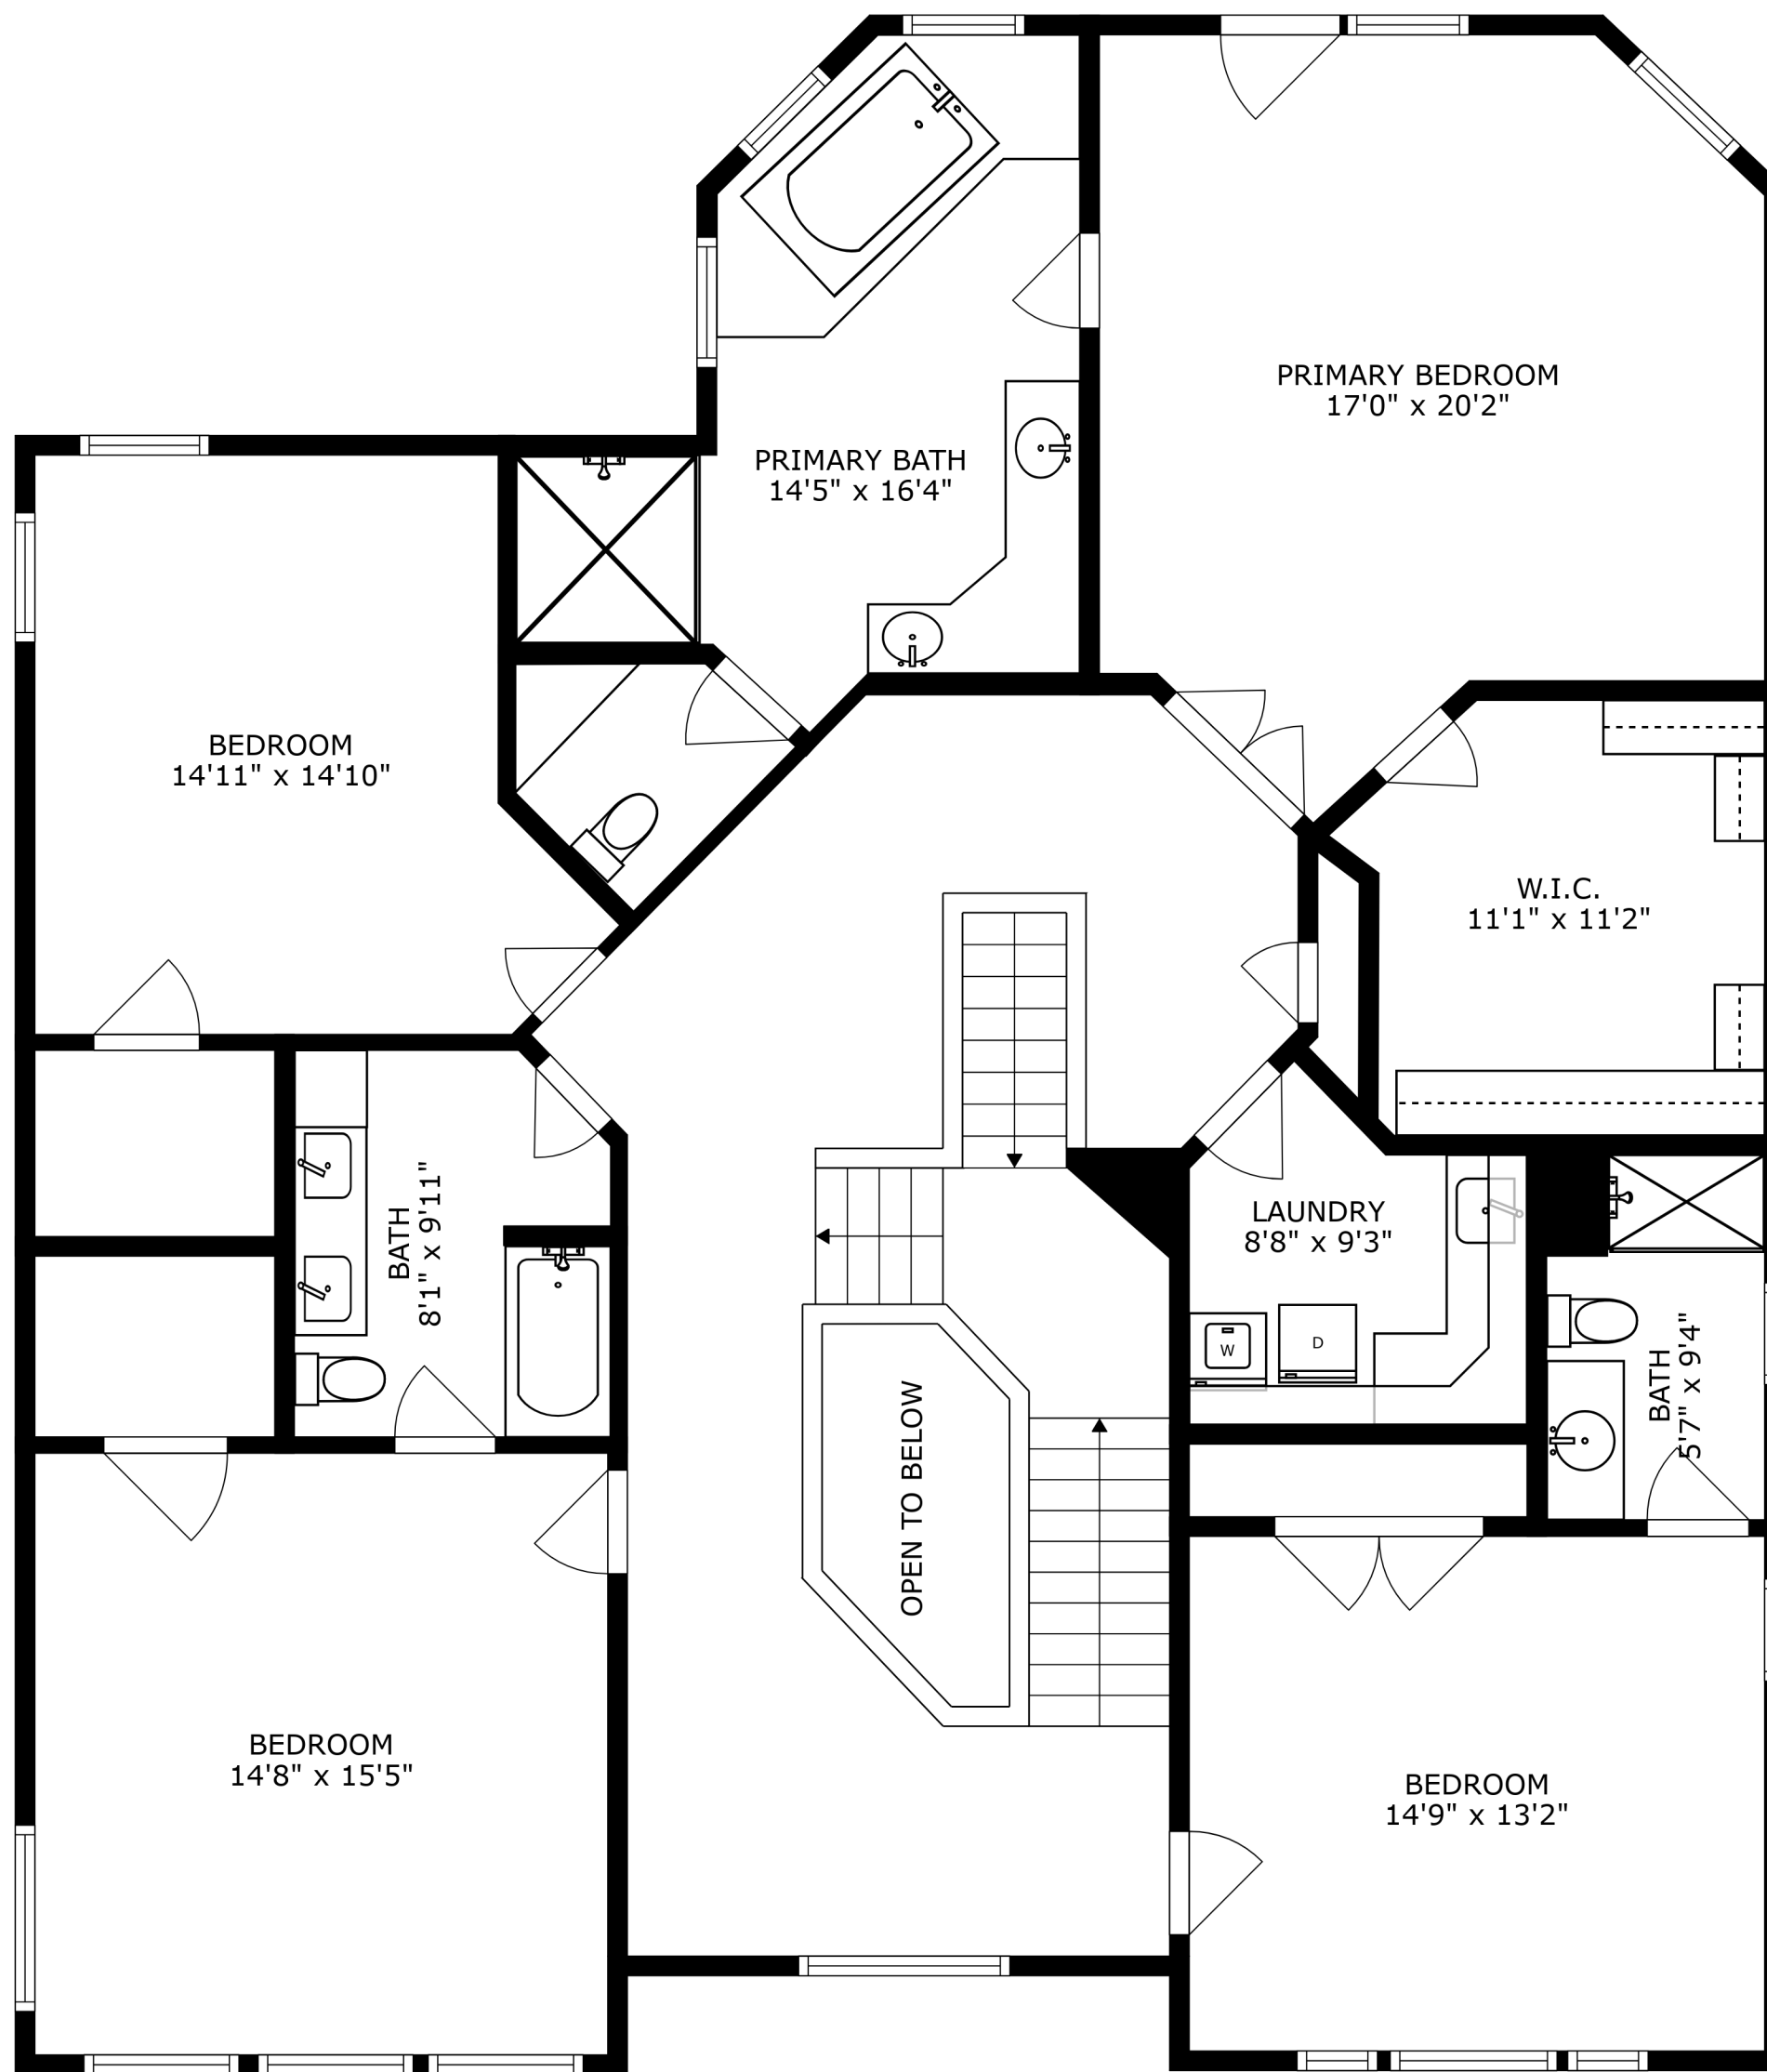 PRIMARY BEDROOM
17'0" x 20'2"
PRIMARY BATH
14'5" x 16'4"
BEDROOM
14'11" x 14'10"
W.I.C.
11'1" x 11'2"
BATH
8'1" x 9'11"
LAUNDRY
8'8" x 9'3"
W
D
BATH
5'7" x 9'4"
OPEN TO BELOW
BEDROOM
14'8" x 15'5"
BEDROOM
14'9" x 13'2"